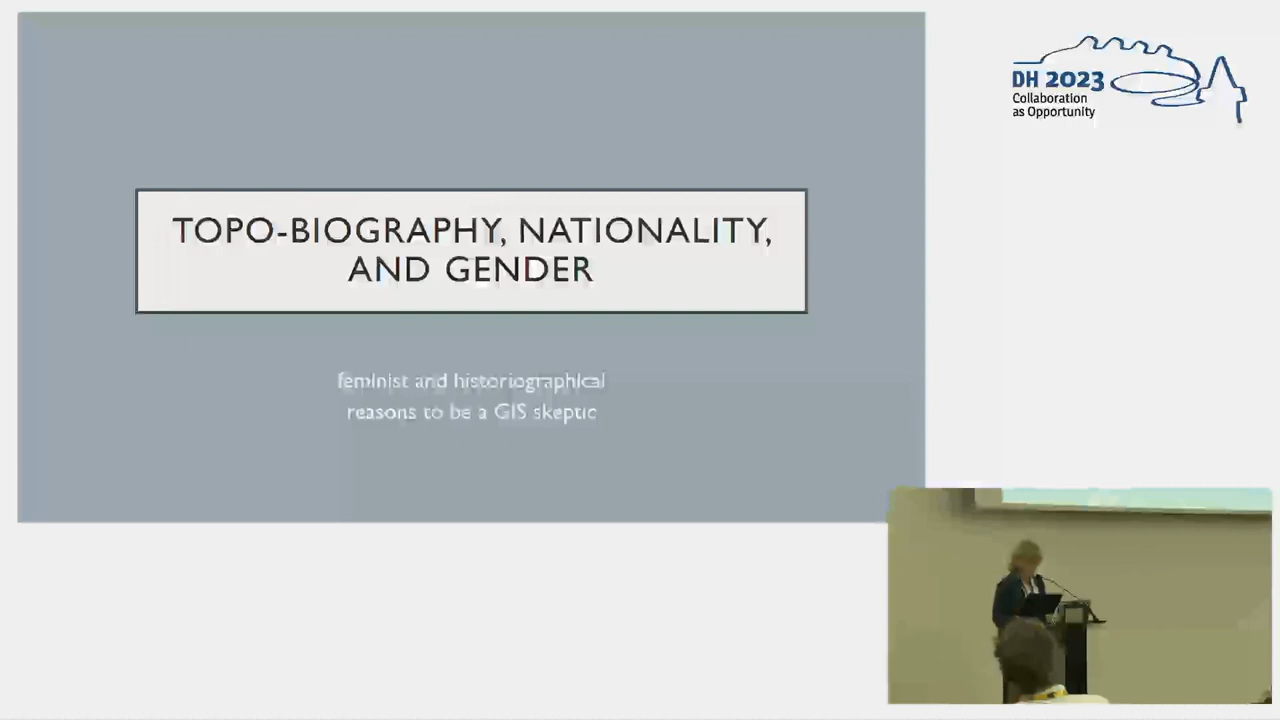 TOPO-BIOGRAPHY, NATIONALITY,
AND GENDER
feminist and historiographical
reasons to be a GIS skeptic
DH 2023
Collaboration
as Opportunity